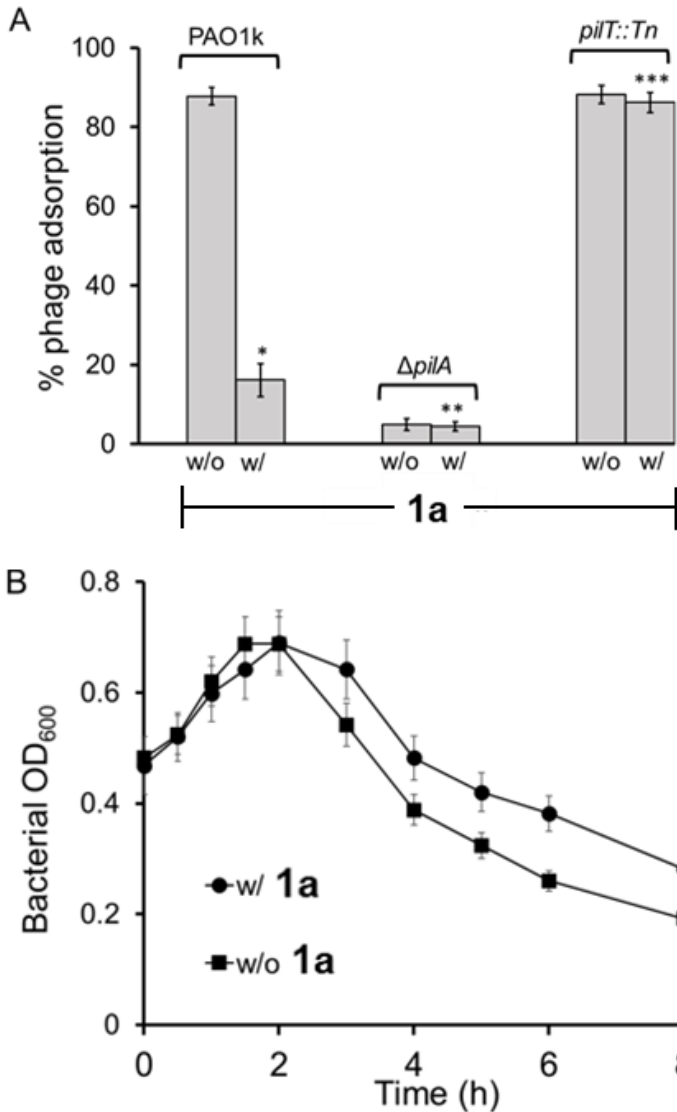 A
PAO1k
pilT::Tn
100
***
80
% phage adsorption
60
40
*
ΔpilA
20
**
0
w/o w/ w/o w/ w/o w/
1a
B
0.8
0.6
Bacterial OD600
0.4
w/ 1a
0.2
w/o 1a
0
0 2 4 6 8
Time (h)